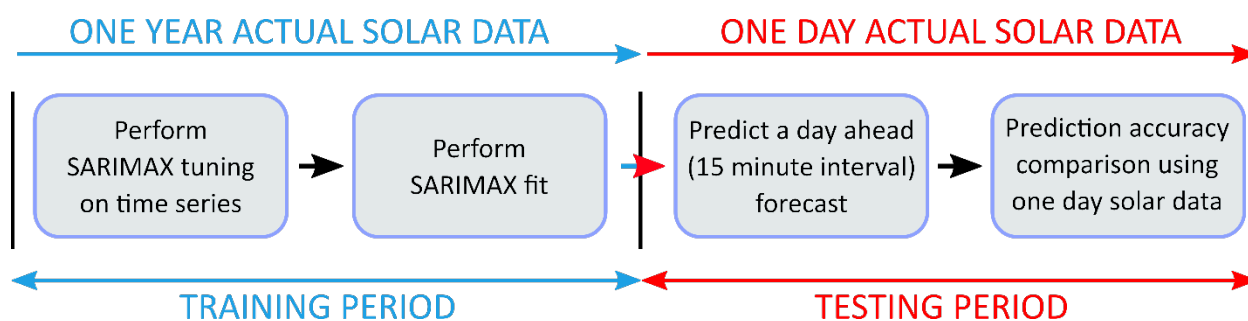 ONE YEAR ACTUAL SOLAR DATA
ONE DAY ACTUAL SOLAR DATA
Perform
SARIMAX tuning
on time series
Perform
SARIMAX fit
Predict a day ahead
(15 minute interval)
forecast
Prediction accuracy
comparison using
one day solar data
TRAINING PERIOD
TESTING PERIOD